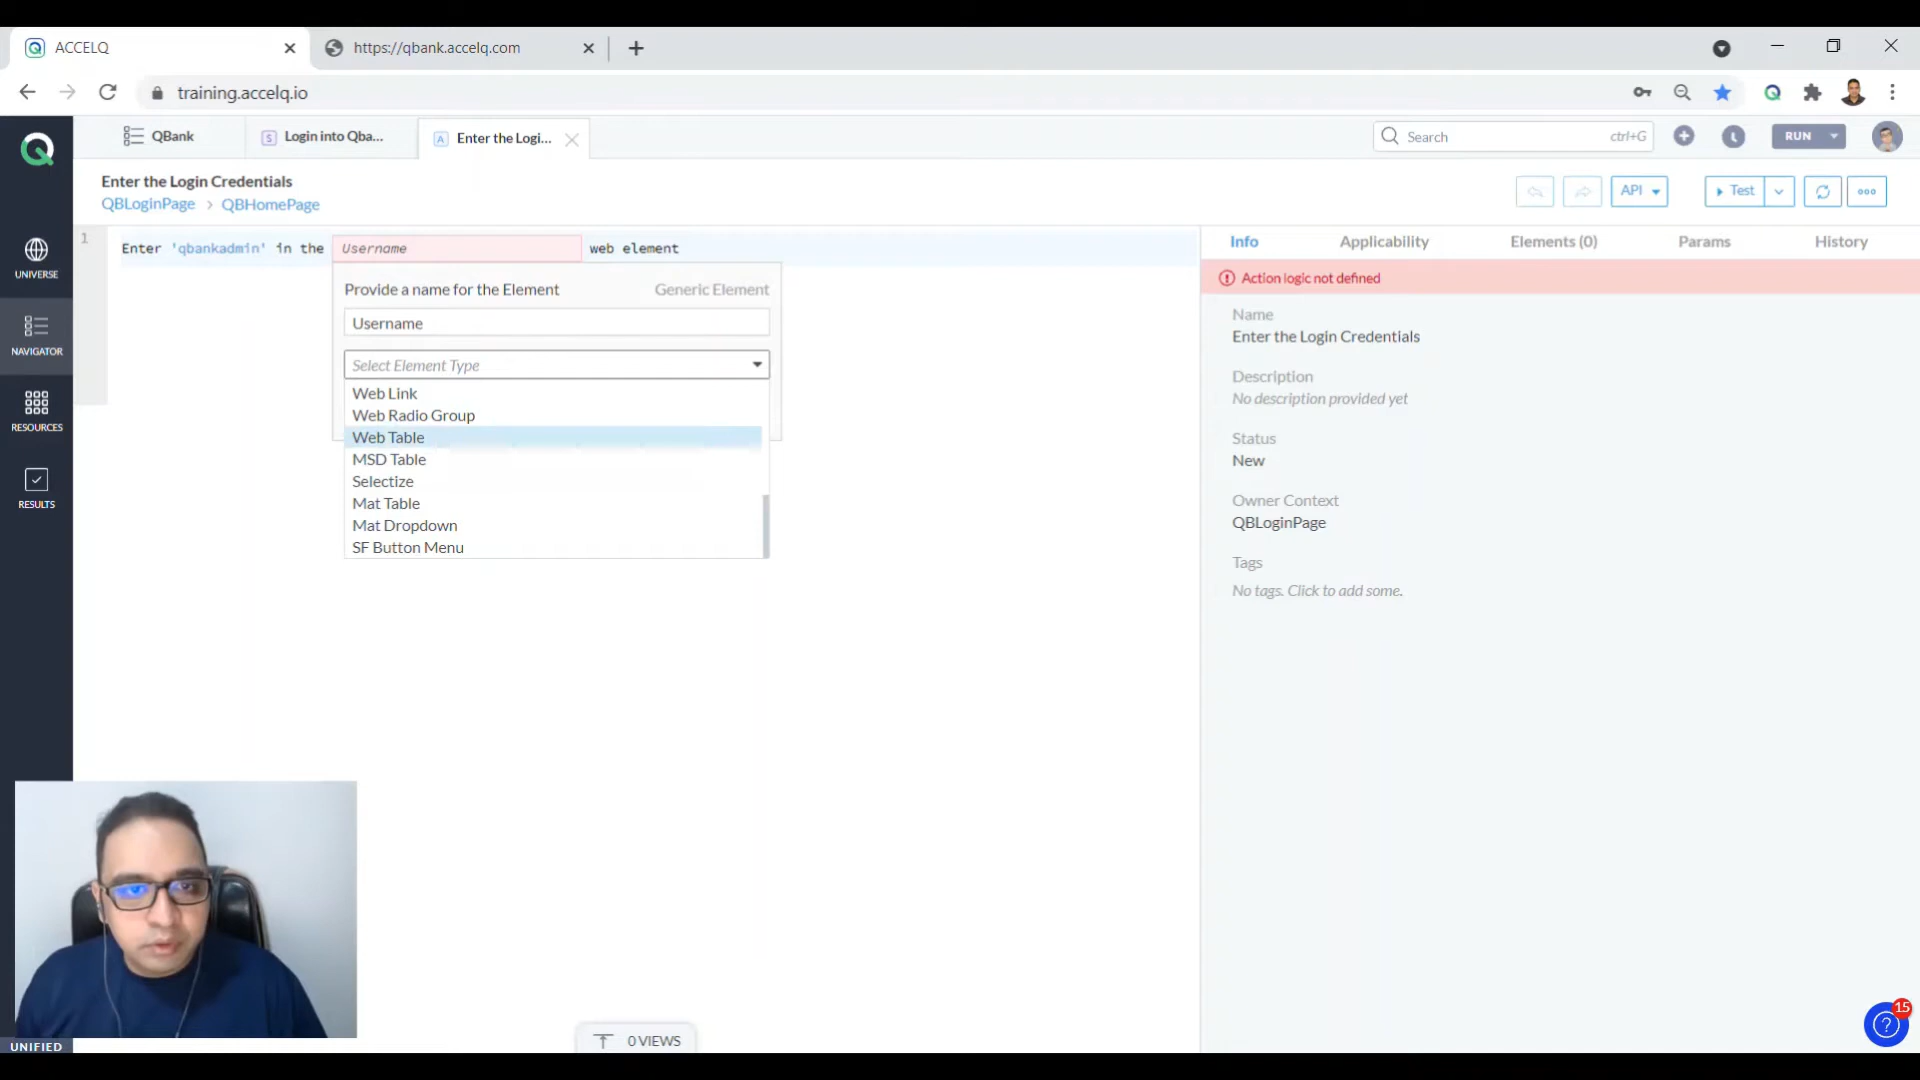 ACCELQ
https://qbank.accelq.com
training.accelq.io
QBank
Login into Qba...
Enter the Logi...
Search
ctrl+G
RUN
Enter the Login Credentials
QBLoginPage > QBHomePage
API
Test
UNIVERSE
NAVIGATOR
RESOURCES
RESULTS
UNIFIED
1
Enter 'qbankadmin' in the Username web element
Provide a name for the Element
Generic Element
Username
Select Element Type
Web Link
Web Radio Group
Web Table
MSD Table
Selectize
Mat Table
Mat Dropdown
SF Button Menu
0 VIEWS
Info
Applicability
Elements (0)
Params
History
Action logic not defined
Name
Enter the Login Credentials
Description
No description provided yet
Status
New
Owner Context
QBLoginPage
Tags
No tags. Click to add some.
15